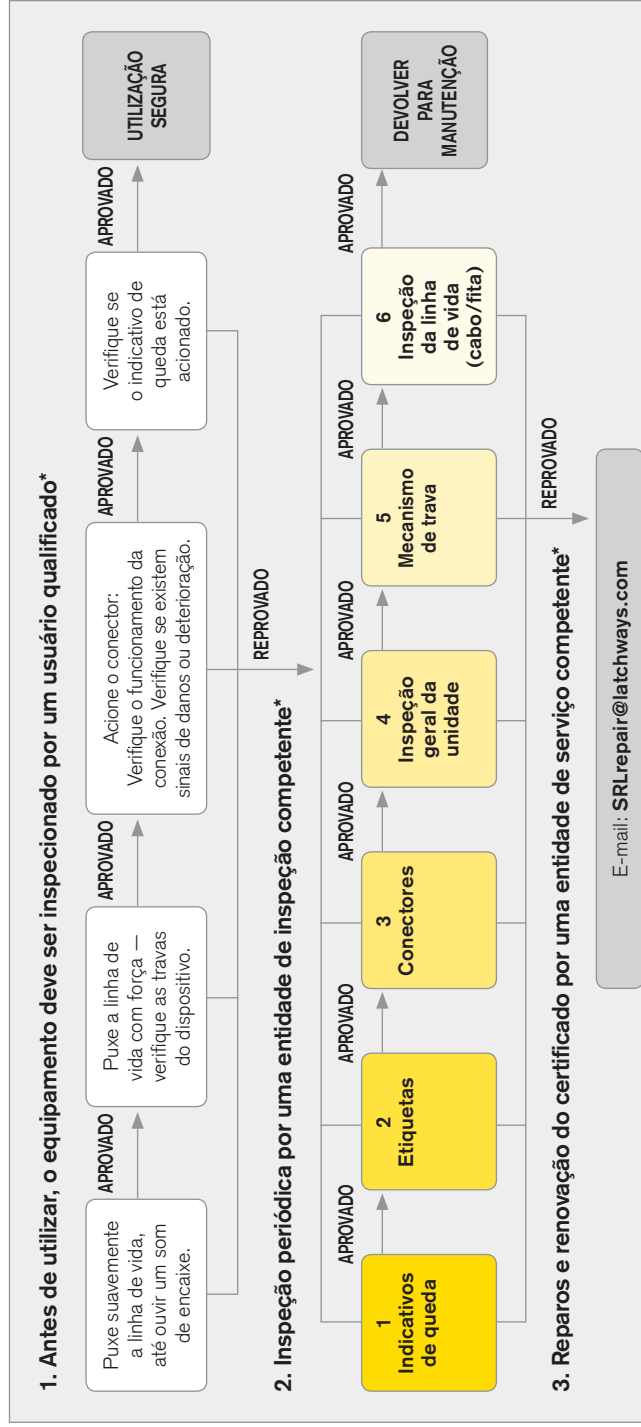 1. Antes de utilizar, o equipamento deve ser inspecionado por um usuário qualificado*
Puxe suavemente
a linha de vida,
até ouvir um som
de encaixe.
APROVADO
Puxe a linha de
vida com força —
verifique as travas
do dispositivo.
APROVADO
Acione o conector:
Verifique o funcionamento da
conexão. Verifique se existem
sinais de danos ou deterioração.
APROVADO
Verifique se
o indicativo de
queda está
acionado.
APROVADO
UTILIZAÇÃO
SEGURA
REPROVADO
2. Inspeção periódica por uma entidade de inspeção competente*
1
Indicativos
de queda
APROVADO
2
Etiquetas
APROVADO
3
Conectores
APROVADO
4
Inspeção
geral da
unidade
APROVADO
5
Mecanismo
de trava
APROVADO
6
Inspeção
da linha
de vida
(cabo/fita)
APROVADO
DEVOLVER
PARA
MANUTENÇÃO
REPROVADO
3. Reparos e renovação do certificado por uma entidade de serviço competente*
E-mail: SRLrepair@latchways.com